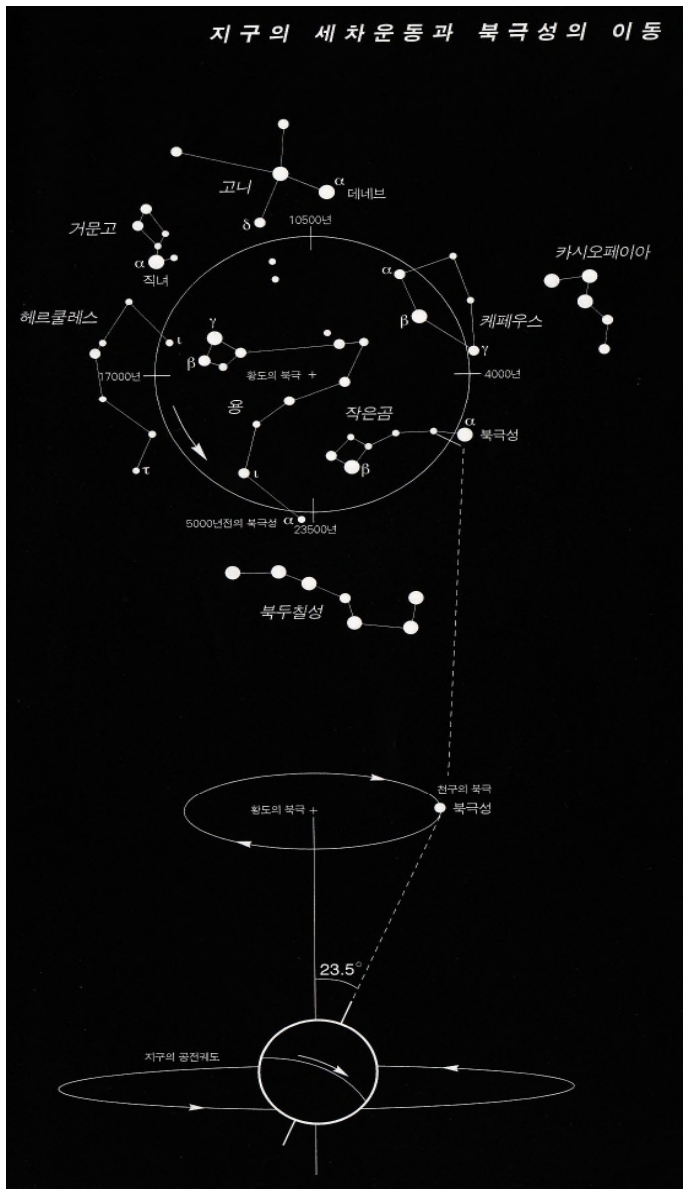 지구의 세차운동과 북극성의 이동
α
고니
데네브
거문고
δ
10500년
카시오페이아
α
직녀
α
헤르쿨레스
γ
ι
β
케페우스
β
γ
17000년
황도의 북극 +
4000년
용
작은곰
α
북극성
β
τ
ι
5000년전의 북극성 α
23500년
북두칠성
천구의 북극
황도의 북극 +
북극성
23.5°
지구의 공전궤도